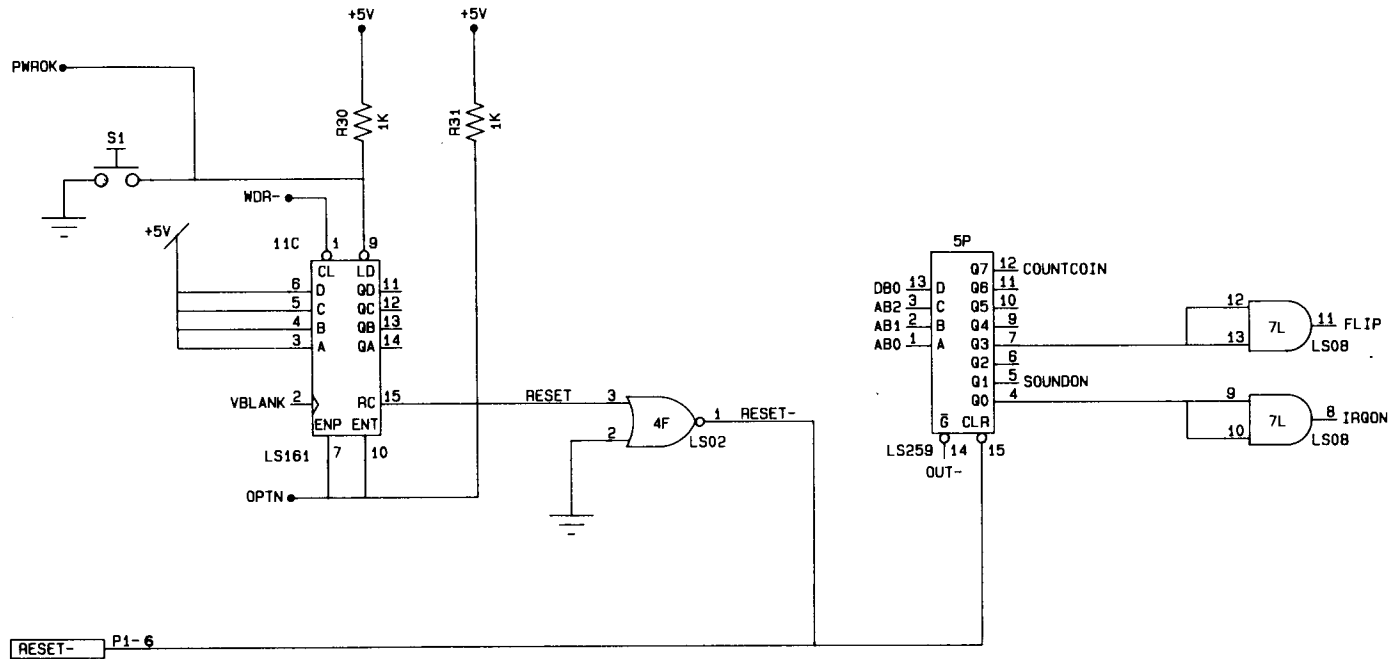 +5V
+5V
PWROK
R30
1K
R31
1K
S1
WDR-
+5V
11C
1
9
CL
LD
6
D
QD
11
5
C
QC
12
4
B
QB
13
3
A
QA
14
VBLANK
2
RC
15
ENP
ENT
LS161
7
10
OPTN
RESET
3
2
4F
1
RESET-
LS02
5P
DB0
13
D
Q7
12
COUNTCOIN
AB2
3
C
Q6
11
AB1
2
B
Q5
10
AB0
1
A
Q4
9
Q3
7
Q2
6
Q1
5
SOUNDON
Q0
4
G
CLR
LS259
14
15
OUT-
12
13
7L
11
FLIP
LS08
9
10
7L
8
IRQON
LS08
RESET-
P1-6